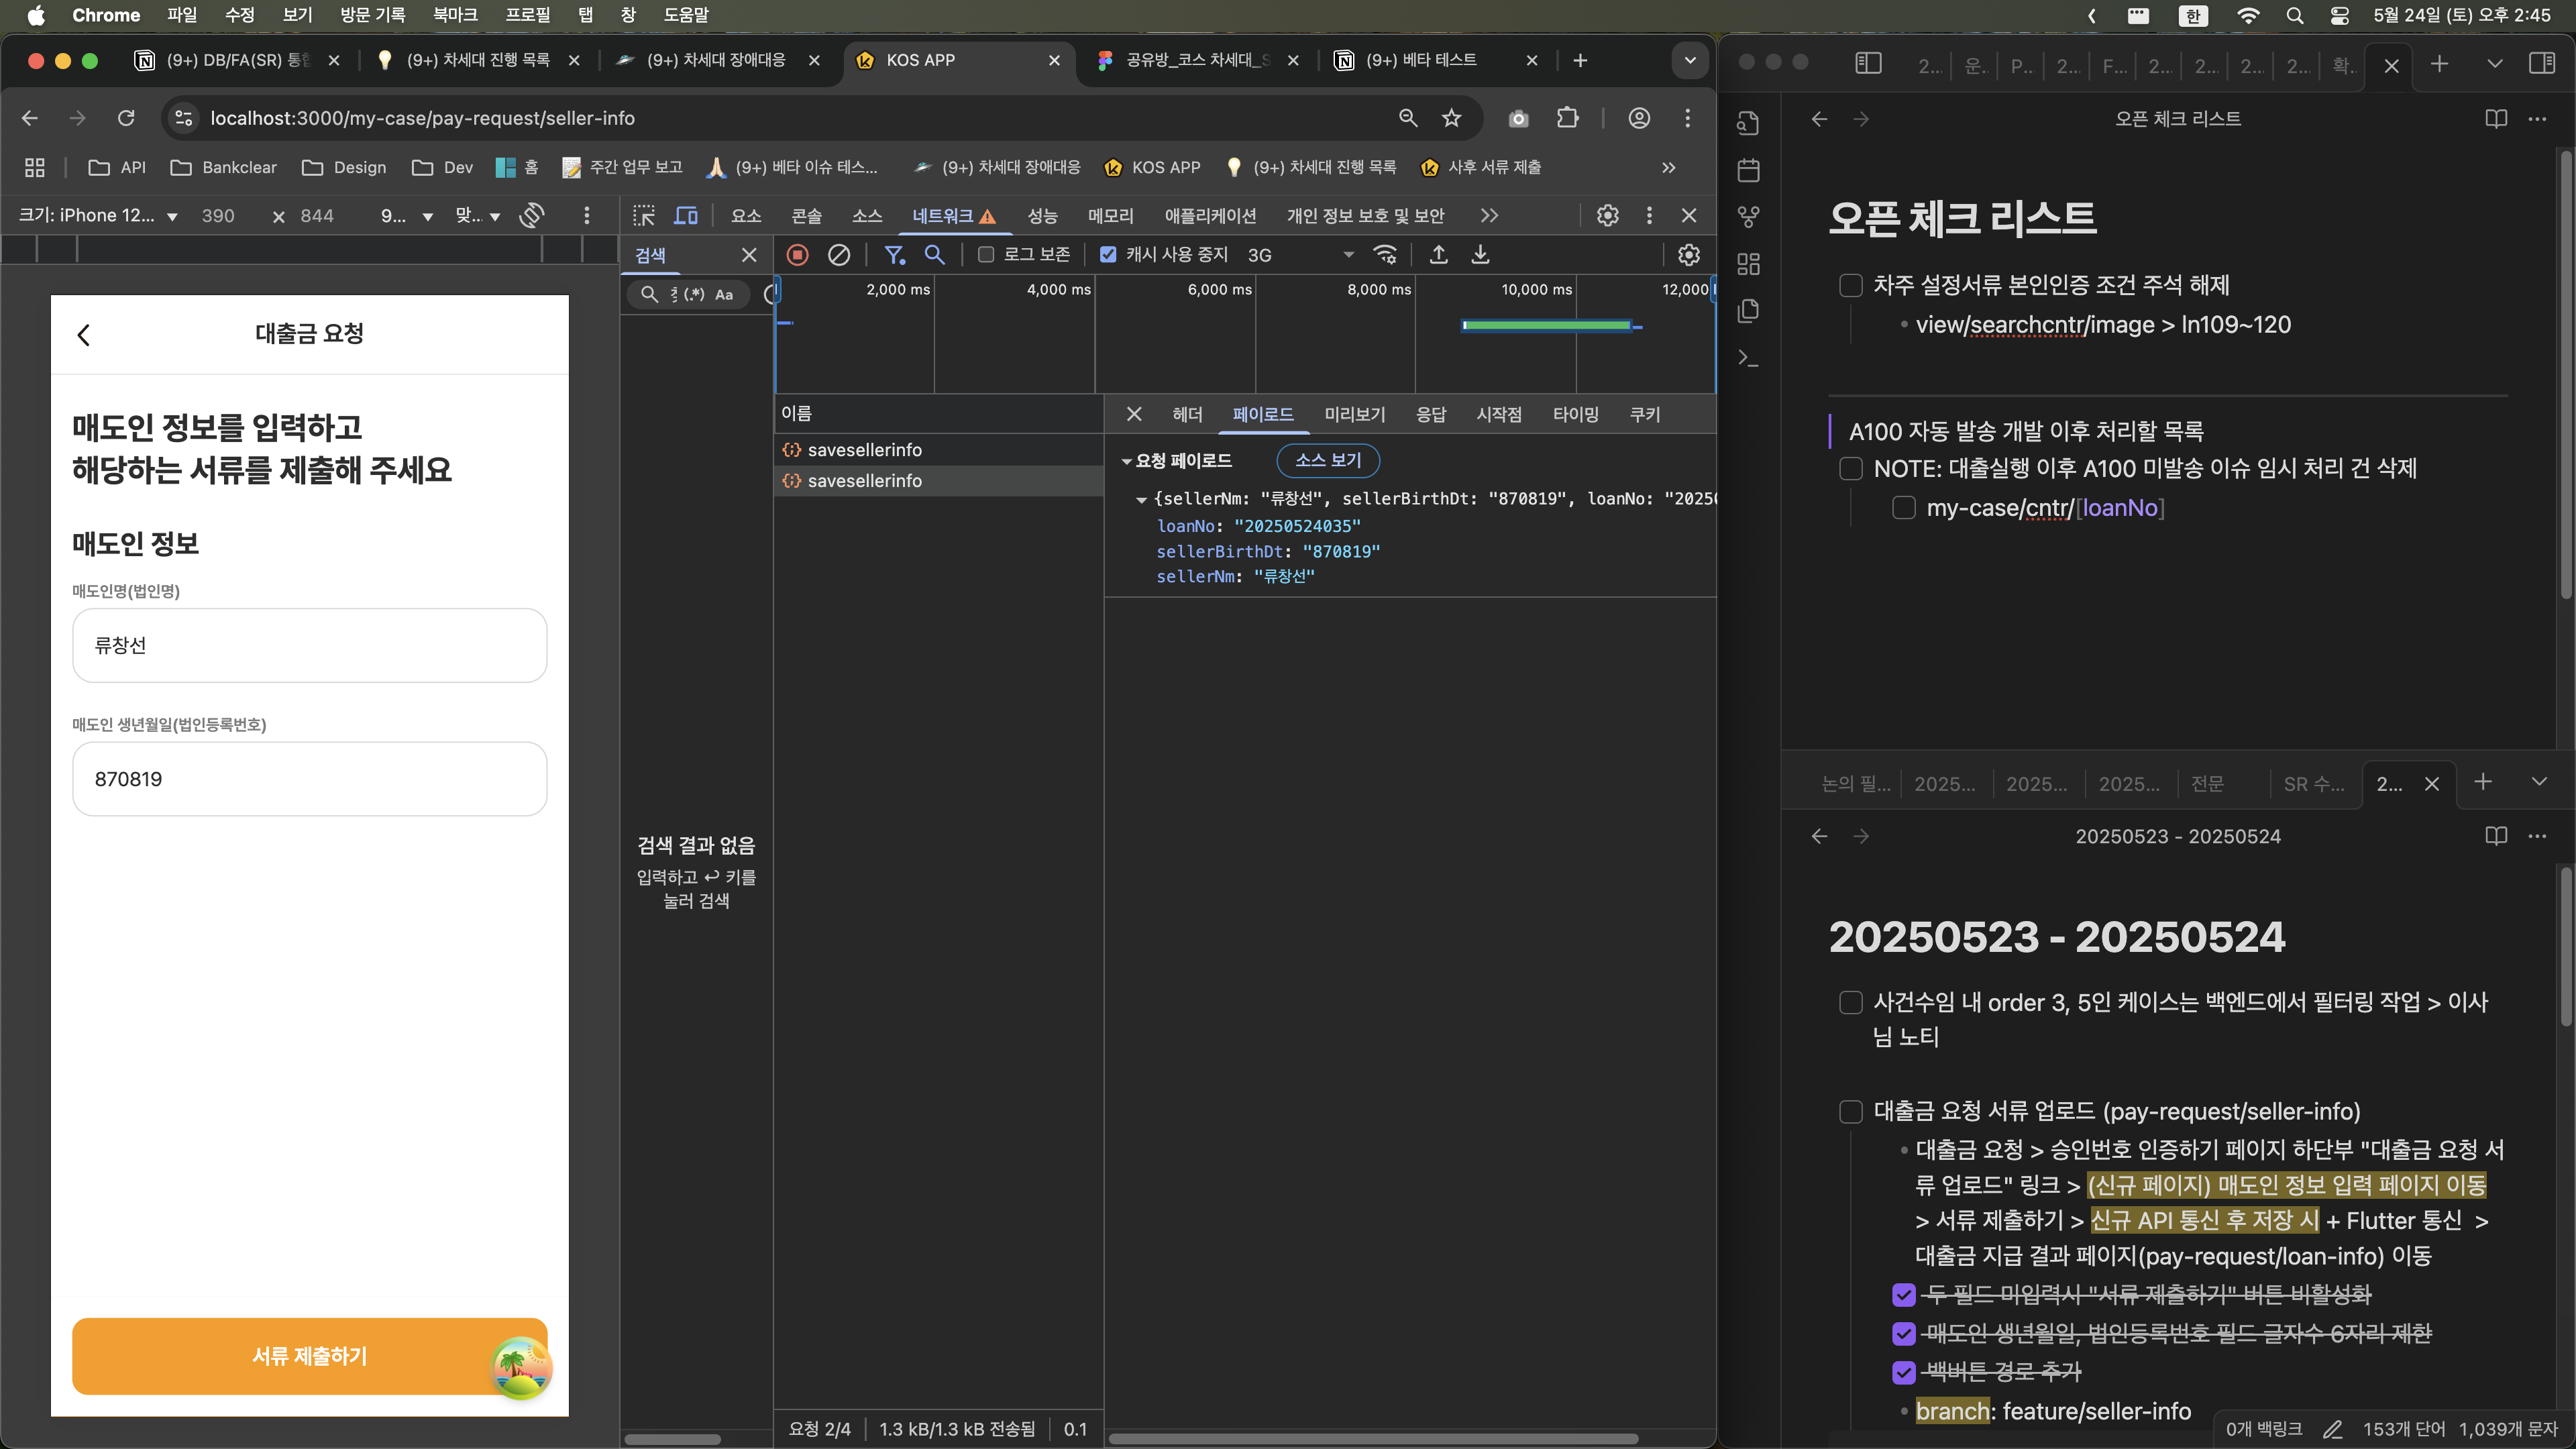 Chrome 파일 수정 보기 방문 기록 북마크 프로필 탭 창 도움말
한 5월 24일 (토) 오후 2:45
(9+) DB/FA(SR) 통합
(9+) 차세대 진행 목록
(9+) 차세대 장애대응
KOS APP
공유방_코스 차세대_S
(9+) 베타 테스트
localhost:3000/my-case/pay-request/seller-info
API Bankclear Design Dev 홈 주간 업무 보고 (9+) 베타 이슈 테스... (9+) 차세대 장애대응 KOS APP (9+) 차세대 진행 목록 사후 서류 제출
크기: iPhone 12... 390 × 844 9... 맞...
요소 콘솔 소스 네트워크 성능 메모리 애플리케이션 개인 정보 보호 및 보안
검색
로그 보존 캐시 사용 중지 3G
(.*) Aa
2,000 ms 4,000 ms 6,000 ms 8,000 ms 10,000 ms 12,000
대출금 요청
매도인 정보를 입력하고
해당하는 서류를 제출해 주세요
매도인 정보
매도인명(법인명)
류창선
매도인 생년월일(법인등록번호)
870819
서류 제출하기
검색 결과 없음
입력하고 ↩ 키를
눌러 검색
이름
savesellerinfo
savesellerinfo
헤더 페이로드 미리보기 응답 시작점 타이밍 쿠키
요청 페이로드 소스 보기
{sellerNm: "류창선", sellerBirthDt: "870819", loanNo: "2025
loanNo: "20250524035"
sellerBirthDt: "870819"
sellerNm: "류창선"
요청 2/4 1.3 kB/1.3 kB 전송됨 0.1
2... 운. P... 2... F... 2... 2... 2... 2... 확.
오픈 체크 리스트
오픈 체크 리스트
차주 설정서류 본인인증 조건 주석 해제
view/searchcntr/image > ln109~120
A100 자동 발송 개발 이후 처리할 목록
NOTE: 대출실행 이후 A100 미발송 이슈 임시 처리 건 삭제
my-case/cntr/[loanNo]
논의 필... 2025... 2025... 2025... 전문 SR 수... 2...
20250523 - 20250524
20250523 - 20250524
사건수임 내 order 3, 5인 케이스는 백엔드에서 필터링 작업 > 이사
님 노티
대출금 요청 서류 업로드 (pay-request/seller-info)
대출금 요청 > 승인번호 인증하기 페이지 하단부 "대출금 요청 서
류 업로드" 링크 > (신규 페이지) 매도인 정보 입력 페이지 이동
> 서류 제출하기 > 신규 API 통신 후 저장 시 + Flutter 통신 >
대출금 지급 결과 페이지(pay-request/loan-info) 이동
두 필드 미입력시 "서류 제출하기" 버튼 비활성화
매도인 생년월일, 법인등록번호 필드 글자수 6자리 제한
백버튼 경로 추가
branch: feature/seller-info
0개 백링크 153개 단어 1,039개 문자